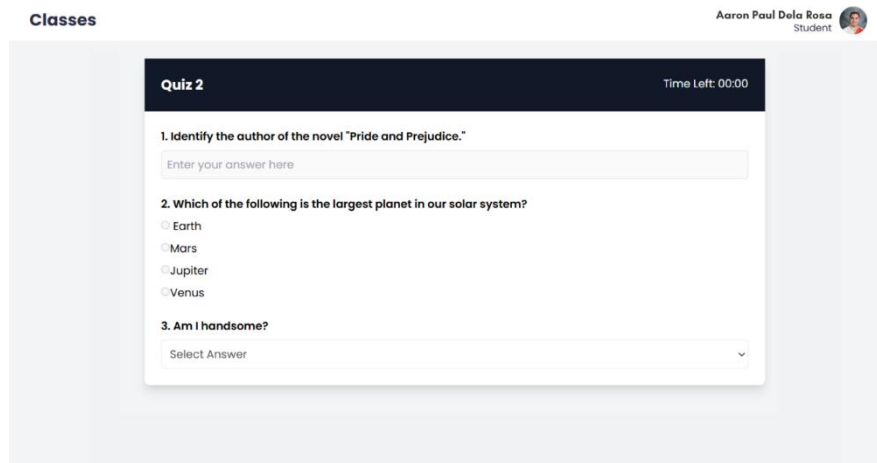 Classes
Aaron Paul Dela Rosa
Student
Quiz 2
Time Left: 00:00
1. Identify the author of the novel "Pride and Prejudice."
Enter your answer here
2. Which of the following is the largest planet in our solar system?
Earth
Mars
Jupiter
Venus
3. Am I handsome?
Select Answer